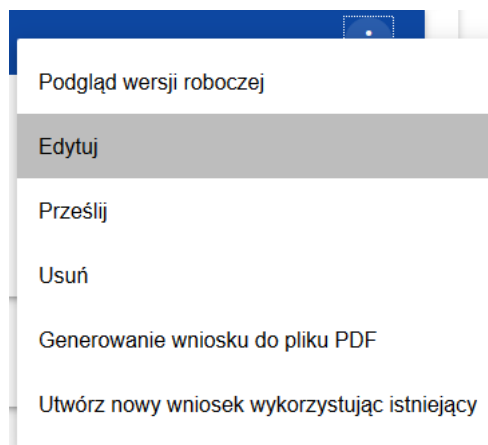 Podgląd wersji roboczej
Edytuj
Prześlij
Usuń
Generowanie wniosku do pliku PDF
Utwórz nowy wniosek wykorzystując istniejący